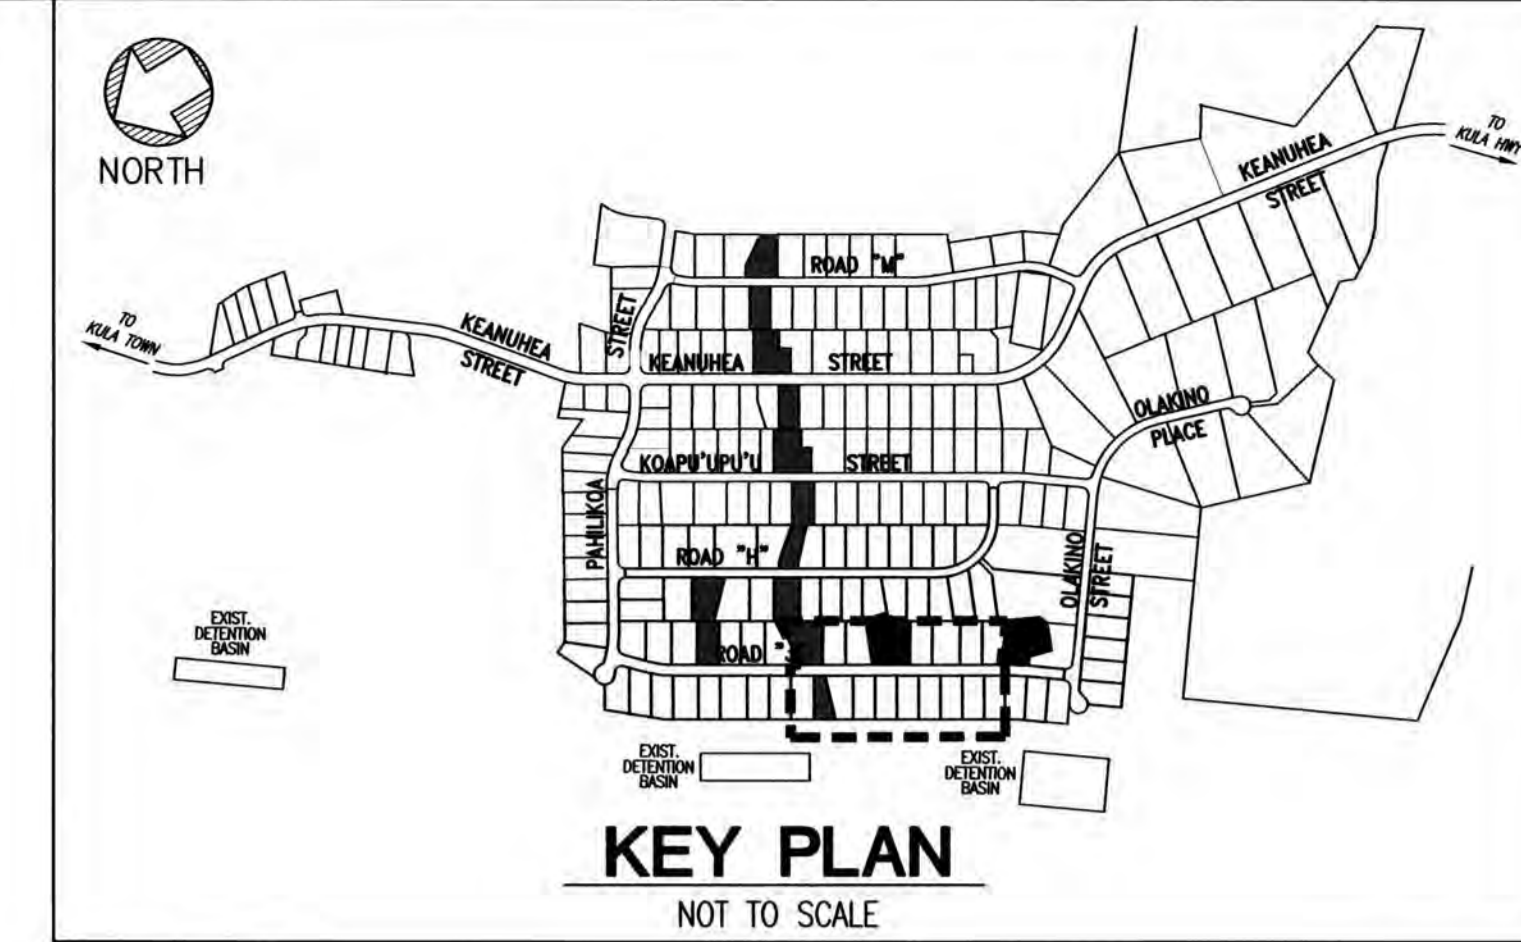 NORTH
TO
KULA HWY
KEANUHEA
STREET
ROAD "M"
STREET
TO
KULA TOWN
KEANUHEA
STREET
KEANUHEA
STREET
OLAKINO
PLACE
KOAPU'UPU'U
STREET
PAHILIKOA
ROAD "H"
OLAKINO
STREET
EXIST.
DETENTION
BASIN
ROAD "
EXIST.
DETENTION
BASIN
EXIST.
DETENTION
BASIN
KEY PLAN
NOT TO SCALE